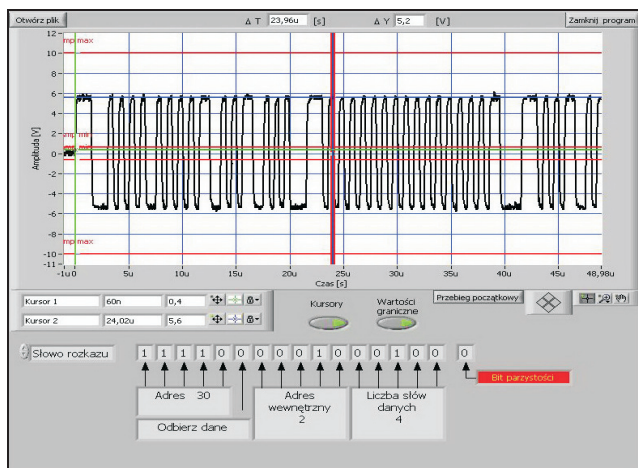 Otwórz plik Δ T 23,96u [s] Δ Y 5,2 [V] Zamknij program
12
10
8
6
4
2
0
-2
-4
-6
-8
-10
-11
Amplituda [V]
mp max
mp max
-1u 0 5u 10u 15u 20u 25u 30u 35u 40u 45u 48,98u
Czas [s]
Kursor 1 60n 0,4
Kursor 2 24,02u 5,6
Kursory
Wartości
graniczne
Przebieg początkowy
Słowo rozkazu 1 1 1 1 0 0 0 0 0 1 0 0 0 1 0 0 0
Adres 30
Odbierz dane
Adres
wewnętrzny
2
Liczba słów
danych
4
Bit parzystości